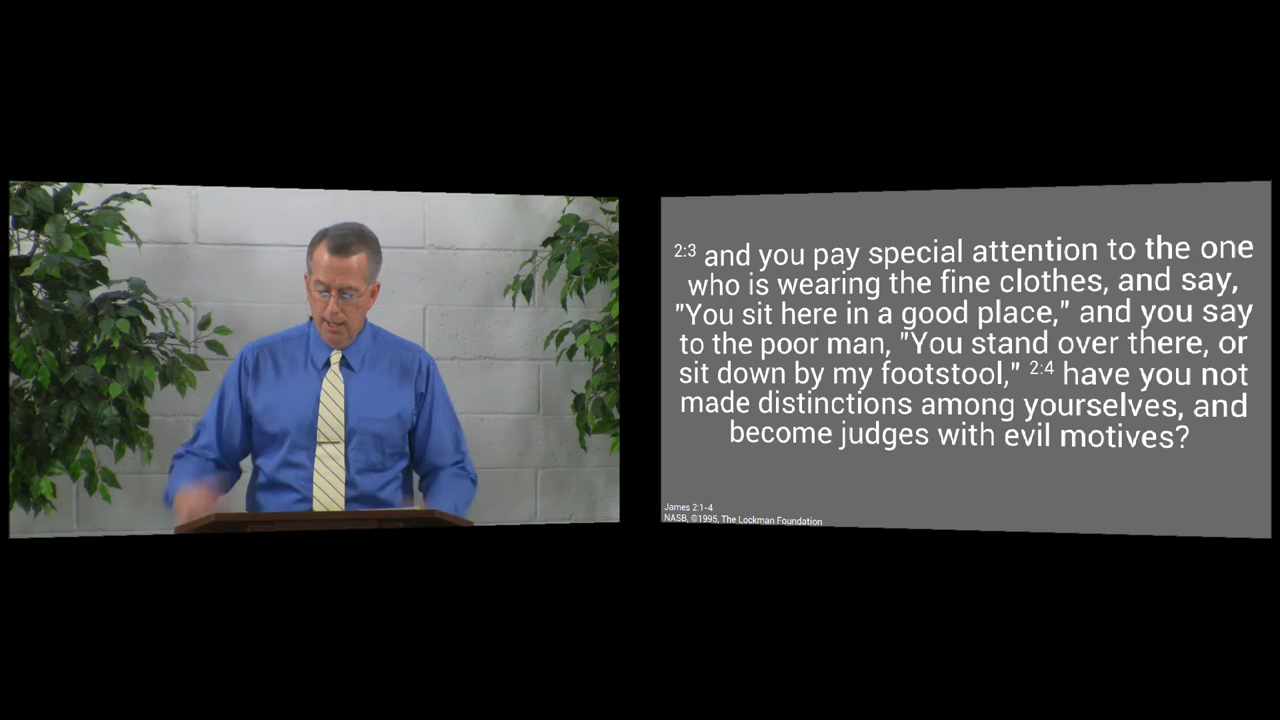 2:3 and you pay special attention to the one
who is wearing the fine clothes, and say,
"You sit here in a good place," and you say
to the poor man, "You stand over there, or
sit down by my footstool," 2:4 have you not
made distinctions among yourselves, and
become judges with evil motives?
James 2:1-4
NASB, ©1995, The Lockman Foundation